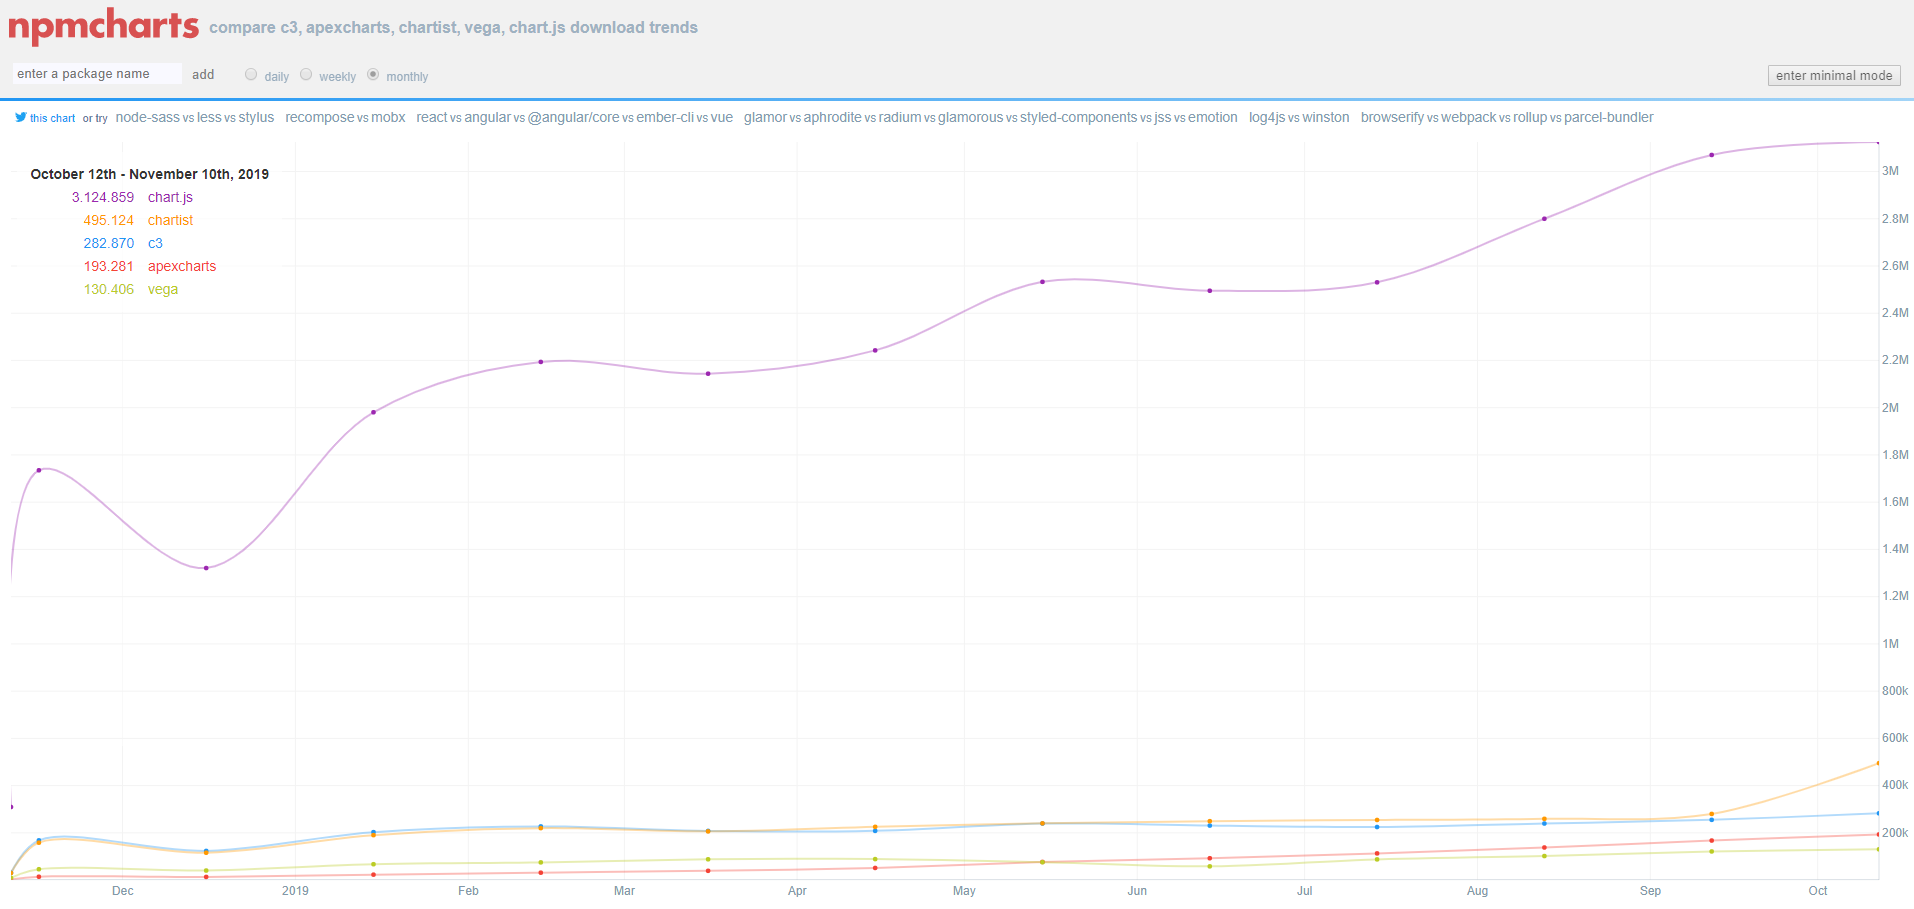 npmcharts compare c3, apexcharts, chartist, vega, chart.js download trends
enter a package name add daily weekly monthly enter minimal mode
this chart or try node-sass vs less vs stylus recompose vs mobx react vs angular vs @angular/core vs ember-cli vs vue glamor vs aphrodite vs radium vs glamorous vs styled-components vs jss vs emotion log4js vs winston browserify vs webpack vs rollup vs parcel-bundler
October 12th - November 10th, 2019
3.124.859 chart.js
495.124 chartist
282.870 c3
193.281 apexcharts
130.406 vega
3M
2.8M
2.6M
2.4M
2.2M
2M
1.8M
1.6M
1.4M
1.2M
1M
800k
600k
400k
200k
Dec 2019 Feb Mar Apr May Jun Jul Aug Sep Oct